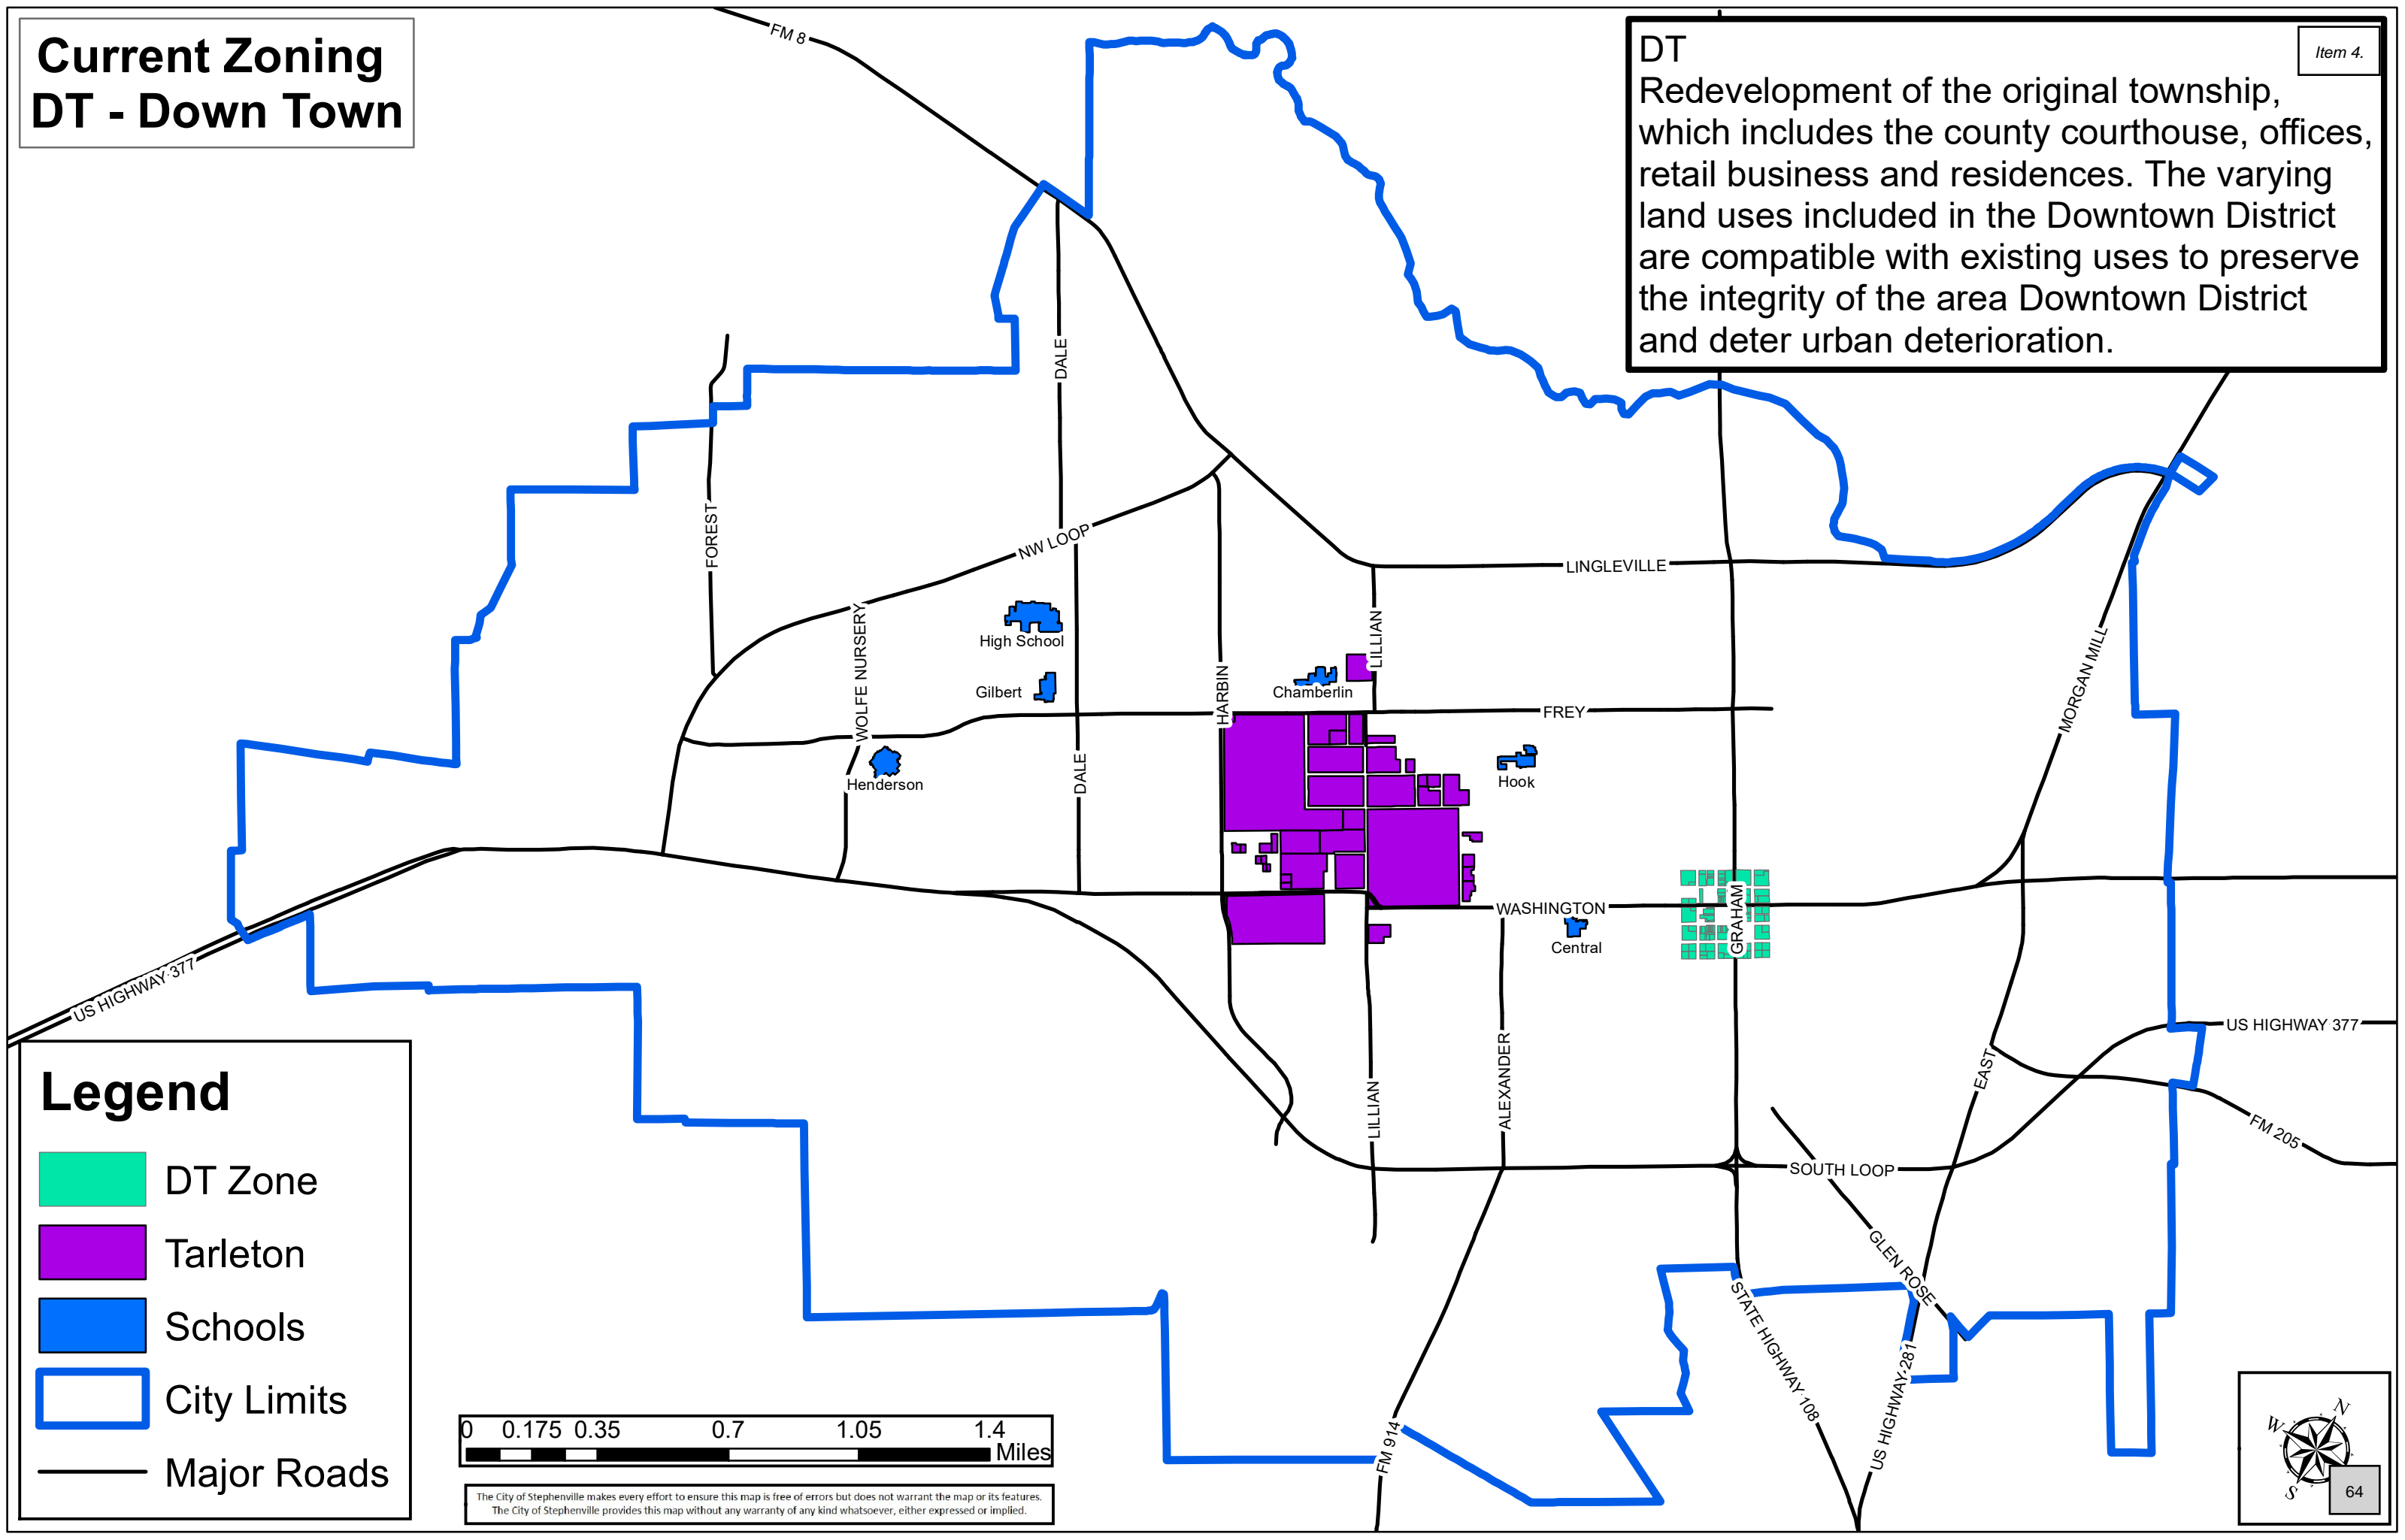 Current Zoning
DT - Down Town
Item 4.
DT
Redevelopment of the original township,
which includes the county courthouse, offices,
retail business and residences. The varying
land uses included in the Downtown District
are compatible with existing uses to preserve
the integrity of the area Downtown District
and deter urban deterioration.
FM 8
DALE
FOREST
NW LOOP
LINGLEVILLE
WOLFE NURSERY
High School
Gilbert
HARBIN
LILLIAN
Chamberlin
FREY
MORGAN MILL
Henderson
DALE
Hook
WASHINGTON
Central
GRAHAM
US HIGHWAY 377
US HIGHWAY 377
LILLIAN
ALEXANDER
EAST
FM 205
SOUTH LOOP
GLEN ROSE
STATE HIGHWAY 108
US HIGHWAY 281
FM 914
Legend
DT Zone
Tarleton
Schools
City Limits
Major Roads
0 0.175 0.35 0.7 1.05 1.4
Miles
The City of Stephenville makes every effort to ensure this map is free of errors but does not warrant the map or its features.
The City of Stephenville provides this map without any warranty of any kind whatsoever, either expressed or implied.
N
W
S
64